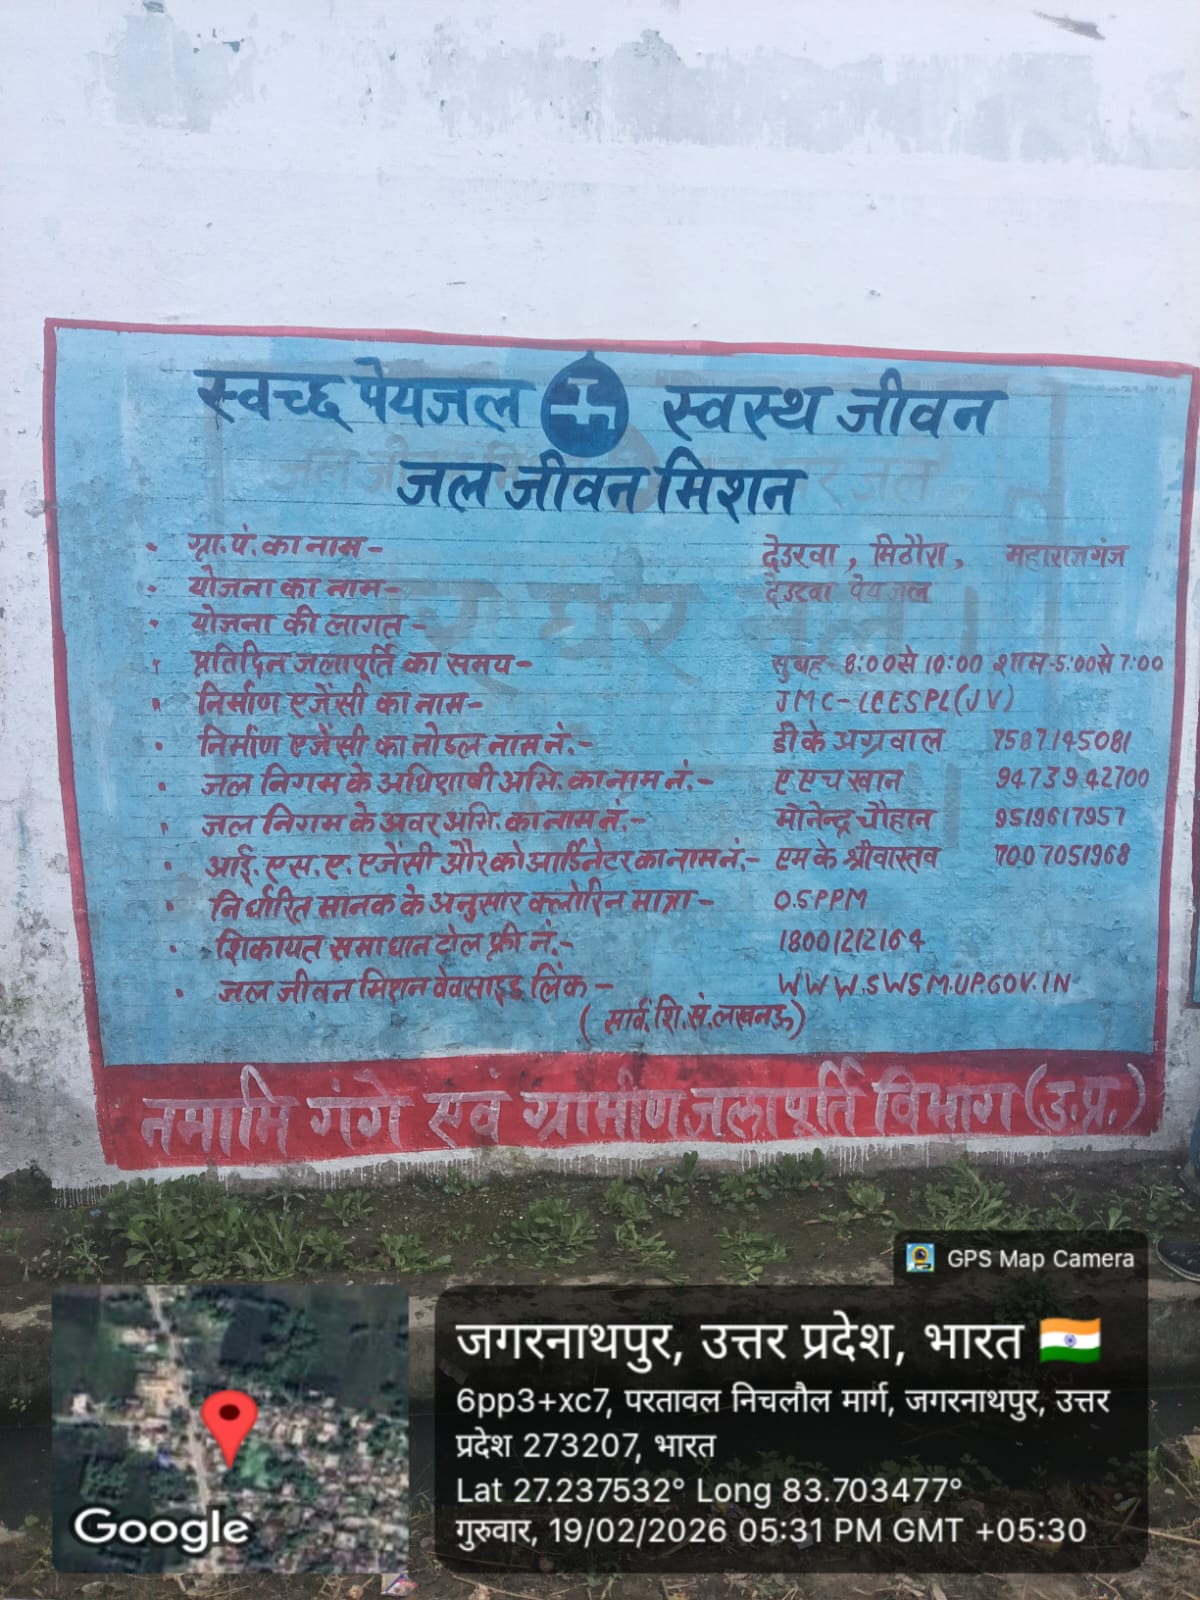 स्वच्छ पेयजल स्वस्थ जीवन
जल जीवन मिशन
• ग्रा.पं. का नाम- देउरवा, मिठौरा, महाराजगंज
• योजना का नाम- देउरवा पेयजल
• योजना की लागत-
• प्रतिदिन जलापूर्ति का समय- सुबह- 8:00 से 10:00 शाम-5:00 से 7:00
• निर्माण एजेंसी का नाम- JMC-LCESPL(JV)
• निर्माण एजेंसी का नोडल नाम नं.- डी के अग्रवाल 7587145081
• जल निगम के अधिशाषी अभि. का नाम नं.- ए एच खान 9473942700
• जल निगम के अवर अभि. का नाम नं.- मोनेन्द्र चौहान 9519617957
• आई.एस.ए. एजेंसी और को आर्डिनेटर का नाम नं.- एम के श्रीवास्तव 7007051968
• निर्धारित मानक के अनुसार क्लोरिन मात्रा- 0.5PPM
• शिकायत समाधान टोल फ्री नं.- 18001212164
• जल जीवन मिशन वेबसाइड लिंक- WWW.SWSM.UP.GOV.IN
(सार्व.शि.सं.लखनऊ)
नमामि गंगे एवं ग्रामीण जलापूर्ति विभाग (उ.प्र.)
GPS Map Camera
जगरनाथपुर, उत्तर प्रदेश, भारत
6pp3+xc7, परतावल निचलौल मार्ग, जगरनाथपुर, उत्तर
प्रदेश 273207, भारत
Lat 27.237532° Long 83.703477°
गुरुवार, 19/02/2026 05:31 PM GMT +05:30
Google